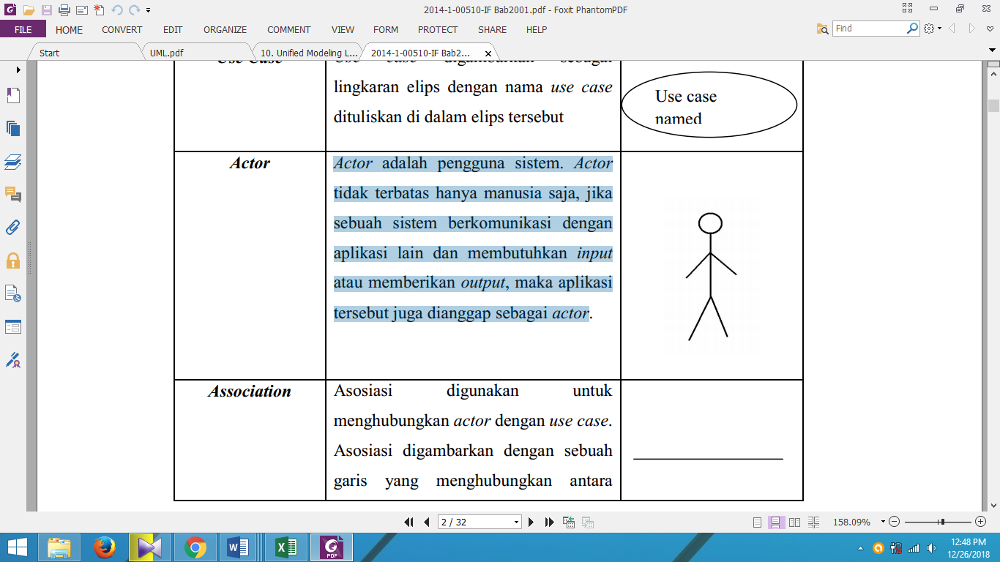 2014-1-00510-IF Bab2001.pdf - Foxit PhantomPDF
FILE HOME CONVERT EDIT ORGANIZE COMMENT VIEW FORM PROTECT SHARE HELP
Find
Start UML.pdf 10. Unified Modeling L... 2014-1-00510-IF Bab2...
Use Case
Use case digambarkan sebagai
lingkaran elips dengan nama use case
dituliskan di dalam elips tersebut
Use case
named
Actor
Actor adalah pengguna sistem. Actor
tidak terbatas hanya manusia saja, jika
sebuah sistem berkomunikasi dengan
aplikasi lain dan membutuhkan input
atau memberikan output, maka aplikasi
tersebut juga dianggap sebagai actor.
Association
Asosiasi digunakan untuk
menghubungkan actor dengan use case.
Asosiasi digambarkan dengan sebuah
garis yang menghubungkan antara
2 / 32
158.09%
PDF
12:48 PM
12/26/2018